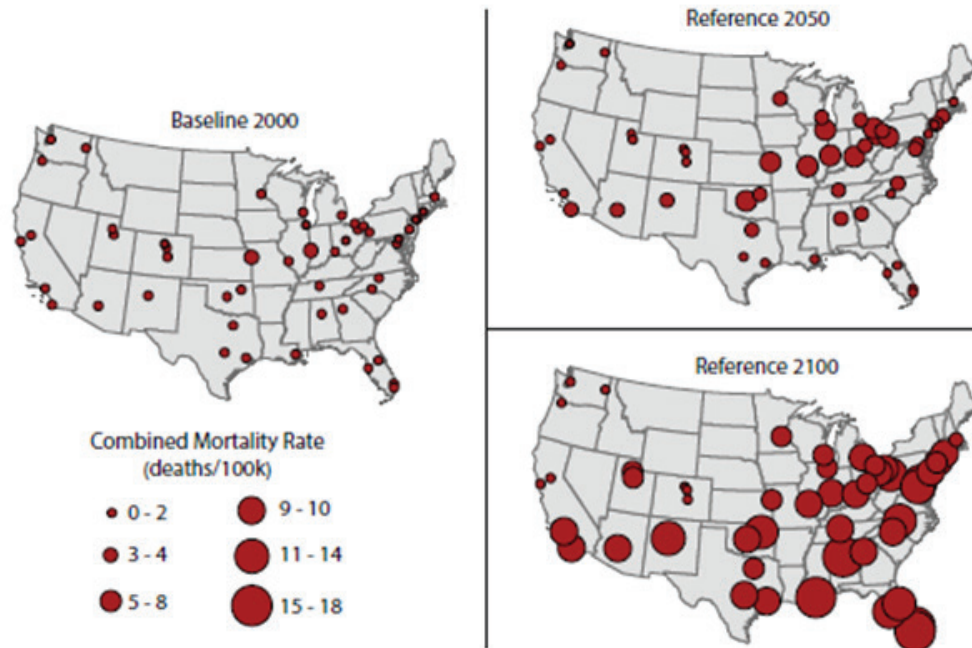 Baseline 2000
Combined Mortality Rate
(deaths/100k)
0 - 2
3 - 4
5 - 8
9 - 10
11 - 14
15 - 18
Reference 2050
Reference 2100